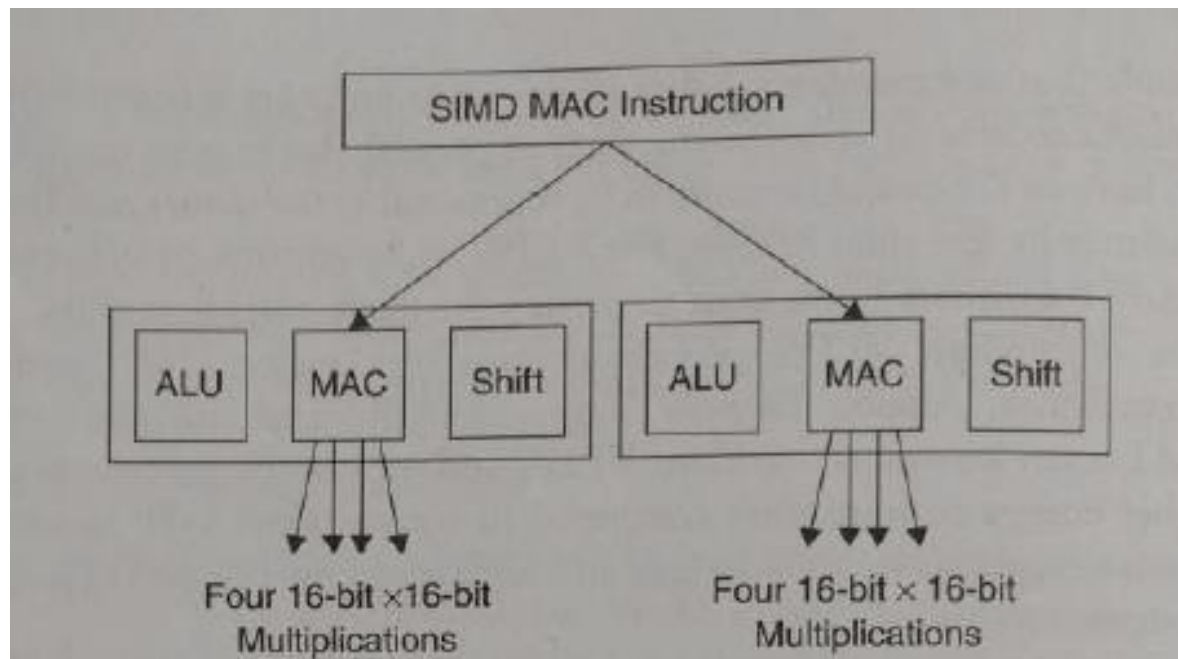 SIMD MAC Instruction
ALU
MAC
Shift
ALU
MAC
Shift
Four 16-bit ×16-bit
Multiplications
Four 16-bit × 16-bit
Multiplications